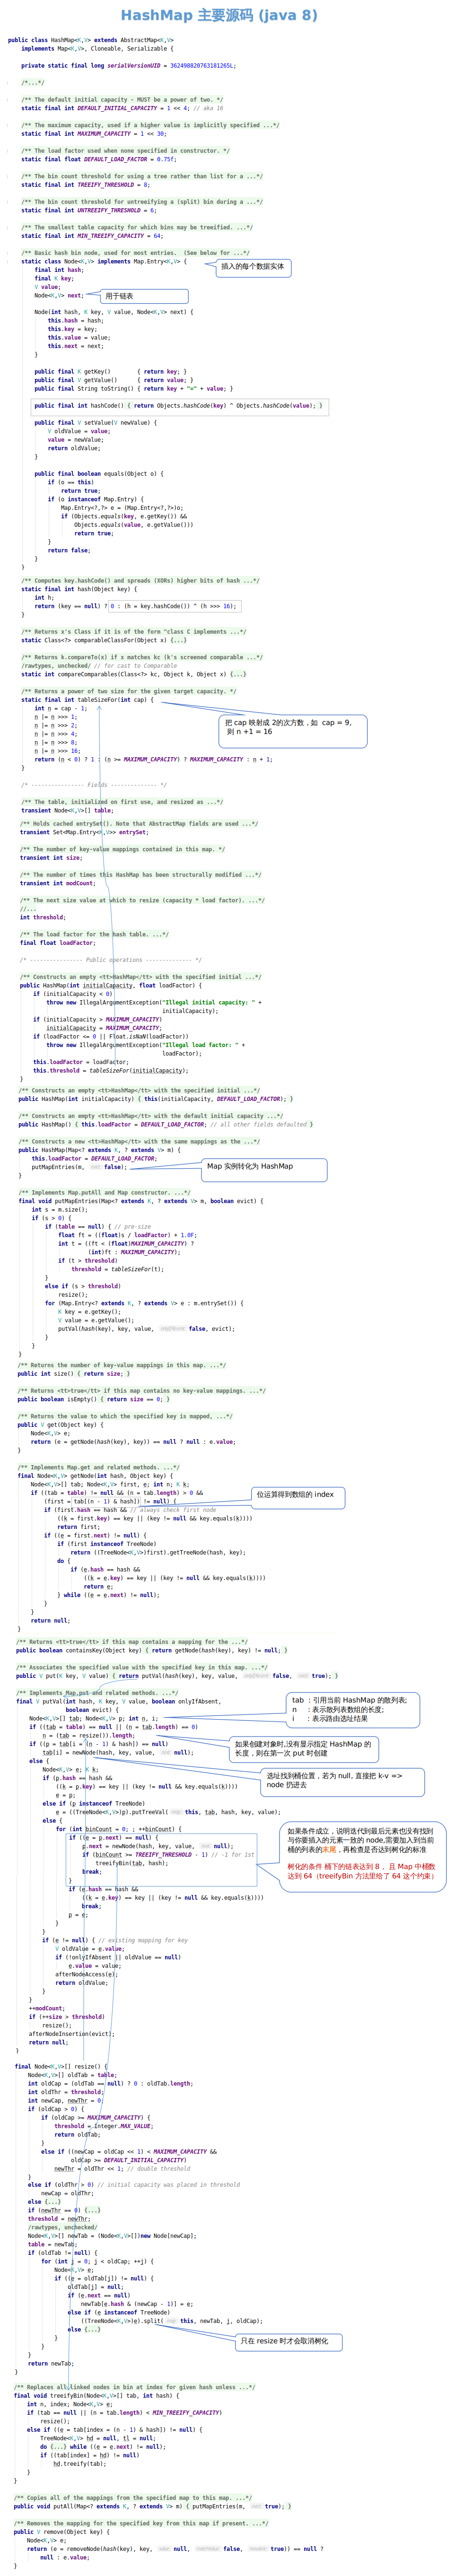 HashMap 主要源码 (java 8)
public class HashMap<K,V> extends AbstractMap<K,V>
implements Map<K,V>, Cloneable, Serializable {
private static final long serialVersionUID = 362498820763181265L;
/*...*/
/** The default initial capacity - MUST be a power of two. */
static final int DEFAULT_INITIAL_CAPACITY = 1 << 4; // aka 16
/** The maximum capacity, used if a higher value is implicitly specified ...*/
static final int MAXIMUM_CAPACITY = 1 << 30;
/** The load factor used when none specified in constructor. */
static final float DEFAULT_LOAD_FACTOR = 0.75f;
/** The bin count threshold for using a tree rather than list for a ...*/
static final int TREEIFY_THRESHOLD = 8;
/** The bin count threshold for untreeifying a (split) bin during a ...*/
static final int UNTREEIFY_THRESHOLD = 6;
/** The smallest table capacity for which bins may be treeified. ...*/
static final int MIN_TREEIFY_CAPACITY = 64;
/** Basic hash bin node, used for most entries.  (See below for ...*/
static class Node<K,V> implements Map.Entry<K,V> {
插入的每个数据实体
final int hash;
final K key;
V value;
Node<K,V> next;
用于链表
Node(int hash, K key, V value, Node<K,V> next) {
this.hash = hash;
this.key = key;
this.value = value;
this.next = next;
}
public final K getKey()        { return key; }
public final V getValue()      { return value; }
public final String toString() { return key + "=" + value; }
public final int hashCode() { return Objects.hashCode(key) ^ Objects.hashCode(value); }
public final V setValue(V newValue) {
V oldValue = value;
value = newValue;
return oldValue;
}
public final boolean equals(Object o) {
if (o == this)
return true;
if (o instanceof Map.Entry) {
Map.Entry<?,?> e = (Map.Entry<?,?>)o;
if (Objects.equals(key, e.getKey()) &&
Objects.equals(value, e.getValue()))
return true;
}
return false;
}
}
/** Computes key.hashCode() and spreads (XORs) higher bits of hash ...*/
static final int hash(Object key) {
int h;
return (key == null) ? 0 : (h = key.hashCode()) ^ (h >>> 16);
}
/** Returns x's Class if it is of the form "class C implements ...*/
static Class<?> comparableClassFor(Object x) {...}
/** Returns k.compareTo(x) if x matches kc (k's screened comparable ...*/
/rawtypes, unchecked/ // for cast to Comparable
static int compareComparables(Class<?> kc, Object k, Object x) {...}
/** Returns a power of two size for the given target capacity. */
static final int tableSizeFor(int cap) {
int n = cap - 1;
n |= n >>> 1;
n |= n >>> 2;
n |= n >>> 4;
n |= n >>> 8;
n |= n >>> 16;
return (n < 0) ? 1 : (n >= MAXIMUM_CAPACITY) ? MAXIMUM_CAPACITY : n + 1;
}
把 cap 映射成 2的次方数，如 cap = 9,
则 n +1 = 16
/* ---------------- Fields -------------- */
/** The table, initialized on first use, and resized as ...*/
transient Node<K,V>[] table;
/** Holds cached entrySet(). Note that AbstractMap fields are used ...*/
transient Set<Map.Entry<K,V>> entrySet;
/** The number of key-value mappings contained in this map. */
transient int size;
/** The number of times this HashMap has been structurally modified ...*/
transient int modCount;
/** The next size value at which to resize (capacity * load factor). ...*/
//...
int threshold;
/** The load factor for the hash table. ...*/
final float loadFactor;
/* ---------------- Public operations -------------- */
/** Constructs an empty <tt>HashMap</tt> with the specified initial ...*/
public HashMap(int initialCapacity, float loadFactor) {
if (initialCapacity < 0)
throw new IllegalArgumentException("Illegal initial capacity: " +
initialCapacity);
if (initialCapacity > MAXIMUM_CAPACITY)
initialCapacity = MAXIMUM_CAPACITY;
if (loadFactor <= 0 || Float.isNaN(loadFactor))
throw new IllegalArgumentException("Illegal load factor: " +
loadFactor);
this.loadFactor = loadFactor;
this.threshold = tableSizeFor(initialCapacity);
}
/** Constructs an empty <tt>HashMap</tt> with the specified initial ...*/
public HashMap(int initialCapacity) { this(initialCapacity, DEFAULT_LOAD_FACTOR); }
/** Constructs an empty <tt>HashMap</tt> with the default initial capacity ...*/
public HashMap() { this.loadFactor = DEFAULT_LOAD_FACTOR; // all other fields defaulted }
/** Constructs a new <tt>HashMap</tt> with the same mappings as the ...*/
public HashMap(Map<? extends K, ? extends V> m) {
this.loadFactor = DEFAULT_LOAD_FACTOR;
putMapEntries(m, false);
}
Map 实例转化为 HashMap
/** Implements Map.putAll and Map constructor. ...*/
final void putMapEntries(Map<? extends K, ? extends V> m, boolean evict) {
int s = m.size();
if (s > 0) {
if (table == null) { // pre-size
float ft = ((float)s / loadFactor) + 1.0F;
int t = ((ft < (float)MAXIMUM_CAPACITY) ?
(int)ft : MAXIMUM_CAPACITY);
if (t > threshold)
threshold = tableSizeFor(t);
}
else if (s > threshold)
resize();
for (Map.Entry<? extends K, ? extends V> e : m.entrySet()) {
K key = e.getKey();
V value = e.getValue();
putVal(hash(key), key, value, false, evict);
}
}
}
/** Returns the number of key-value mappings in this map. ...*/
public int size() { return size; }
/** Returns <tt>true</tt> if this map contains no key-value mappings. ...*/
public boolean isEmpty() { return size == 0; }
/** Returns the value to which the specified key is mapped, ...*/
public V get(Object key) {
Node<K,V> e;
return (e = getNode(hash(key), key)) == null ? null : e.value;
}
/** Implements Map.get and related methods. ...*/
final Node<K,V> getNode(int hash, Object key) {
Node<K,V>[] tab; Node<K,V> first, e; int n; K k;
if ((tab = table) != null && (n = tab.length) > 0 &&
(first = tab[(n - 1) & hash]) != null) {
位运算得到数组的 index
if (first.hash == hash && // always check first node
((k = first.key) == key || (key != null && key.equals(k))))
return first;
if ((e = first.next) != null) {
if (first instanceof TreeNode)
return ((TreeNode<K,V>)first).getTreeNode(hash, key);
do {
if (e.hash == hash &&
((k = e.key) == key || (key != null && key.equals(k))))
return e;
} while ((e = e.next) != null);
}
}
return null;
}
/** Returns <tt>true</tt> if this map contains a mapping for the ...*/
public boolean containsKey(Object key) { return getNode(hash(key), key) != null; }
/** Associates the specified value with the specified key in this map. ...*/
public V put(K key, V value) { return putVal(hash(key), key, value, false, true); }
/** Implements Map.put and related methods. ...*/
final V putVal(int hash, K key, V value, boolean onlyIfAbsent,
boolean evict) {
Node<K,V>[] tab; Node<K,V> p; int n, i;
tab ：引用当前 HashMap 的散列表;
n ：表示散列表数组的长度;
i ：表示路由选址结果
if ((tab = table) == null || (n = tab.length) == 0)
n = (tab = resize()).length;
如果创建对象时,没有显示指定 HashMap 的
长度，则在第一次 put 时创建
if ((p = tab[i = (n - 1) & hash]) == null)
tab[i] = newNode(hash, key, value, null);
选址找到桶位置，若为 null, 直接把 k-v =>
node 扔进去
else {
Node<K,V> e; K k;
if (p.hash == hash &&
((k = p.key) == key || (key != null && key.equals(k))))
e = p;
else if (p instanceof TreeNode)
e = ((TreeNode<K,V>)p).putTreeVal( this, tab, hash, key, value);
else {
for (int binCount = 0; ; ++binCount) {
if ((e = p.next) == null) {
p.next = newNode(hash, key, value, null);
if (binCount >= TREEIFY_THRESHOLD - 1) // -1 for 1st
treeifyBin(tab, hash);
break;
}
如果条件成立，说明迭代到最后元素也没有找到
与你要插入的元素一致的 node,需要加入到当前
桶的列表的末尾，再检查是否达到树化的标准
树化的条件 桶下的链表达到 8， 且 Map 中桶数
达到 64（treeifyBin 方法里给了 64 这个约束）
if (e.hash == hash &&
((k = e.key) == key || (key != null && key.equals(k))))
break;
p = e;
}
}
if (e != null) { // existing mapping for key
V oldValue = e.value;
if (!onlyIfAbsent || oldValue == null)
e.value = value;
afterNodeAccess(e);
return oldValue;
}
}
++modCount;
if (++size > threshold)
resize();
afterNodeInsertion(evict);
return null;
}
final Node<K,V>[] resize() {
Node<K,V>[] oldTab = table;
int oldCap = (oldTab == null) ? 0 : oldTab.length;
int oldThr = threshold;
int newCap, newThr = 0;
if (oldCap > 0) {
if (oldCap >= MAXIMUM_CAPACITY) {
threshold = Integer.MAX_VALUE;
return oldTab;
}
else if ((newCap = oldCap << 1) < MAXIMUM_CAPACITY &&
oldCap >= DEFAULT_INITIAL_CAPACITY)
newThr = oldThr << 1; // double threshold
}
else if (oldThr > 0) // initial capacity was placed in threshold
newCap = oldThr;
else {...}
if (newThr == 0) {...}
threshold = newThr;
/rawtypes, unchecked/
Node<K,V>[] newTab = (Node<K,V>[])new Node[newCap];
table = newTab;
if (oldTab != null) {
for (int j = 0; j < oldCap; ++j) {
Node<K,V> e;
if ((e = oldTab[j]) != null) {
oldTab[j] = null;
if (e.next == null)
newTab[e.hash & (newCap - 1)] = e;
else if (e instanceof TreeNode)
((TreeNode<K,V>)e).split( this, newTab, j, oldCap);
else {...}
只在 resize 时才会取消树化
}
}
}
return newTab;
}
/** Replaces all linked nodes in bin at index for given hash unless ...*/
final void treeifyBin(Node<K,V>[] tab, int hash) {
int n, index; Node<K,V> e;
if (tab == null || (n = tab.length) < MIN_TREEIFY_CAPACITY)
resize();
else if ((e = tab[index = (n - 1) & hash]) != null) {
TreeNode<K,V> hd = null, tl = null;
do {...} while ((e = e.next) != null);
if ((tab[index] = hd) != null)
hd.treeify(tab);
}
}
/** Copies all of the mappings from the specified map to this map. ...*/
public void putAll(Map<? extends K, ? extends V> m) { putMapEntries(m, true); }
/** Removes the mapping for the specified key from this map if present. ...*/
public V remove(Object key) {
Node<K,V> e;
return (e = removeNode(hash(key), key, null, false, true)) == null ?
null : e.value;
}